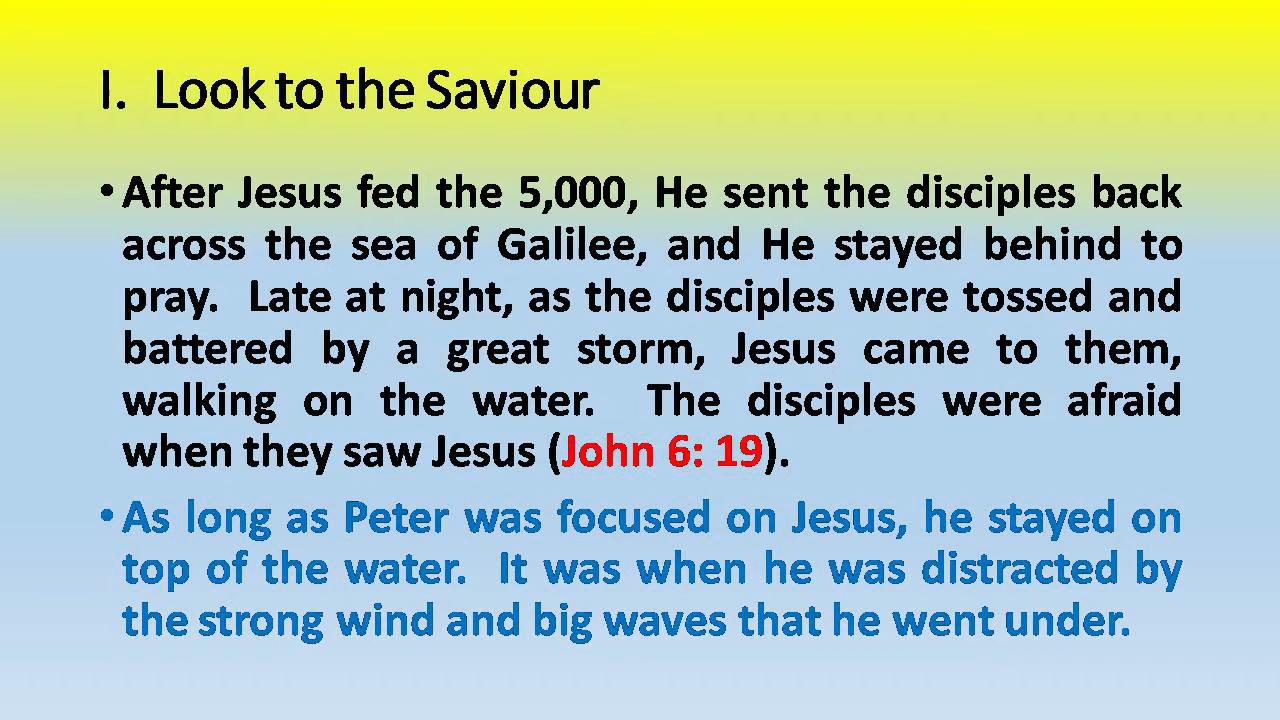 I. Look to the Saviour
• After Jesus fed the 5,000, He sent the disciples back
across the sea of Galilee, and He stayed behind to
pray. Late at night, as the disciples were tossed and
battered by a great storm, Jesus came to them,
walking on the water. The disciples were afraid
when they saw Jesus (John 6: 19).
• As long as Peter was focused on Jesus, he stayed on
top of the water. It was when he was distracted by
the strong wind and big waves that he went under.